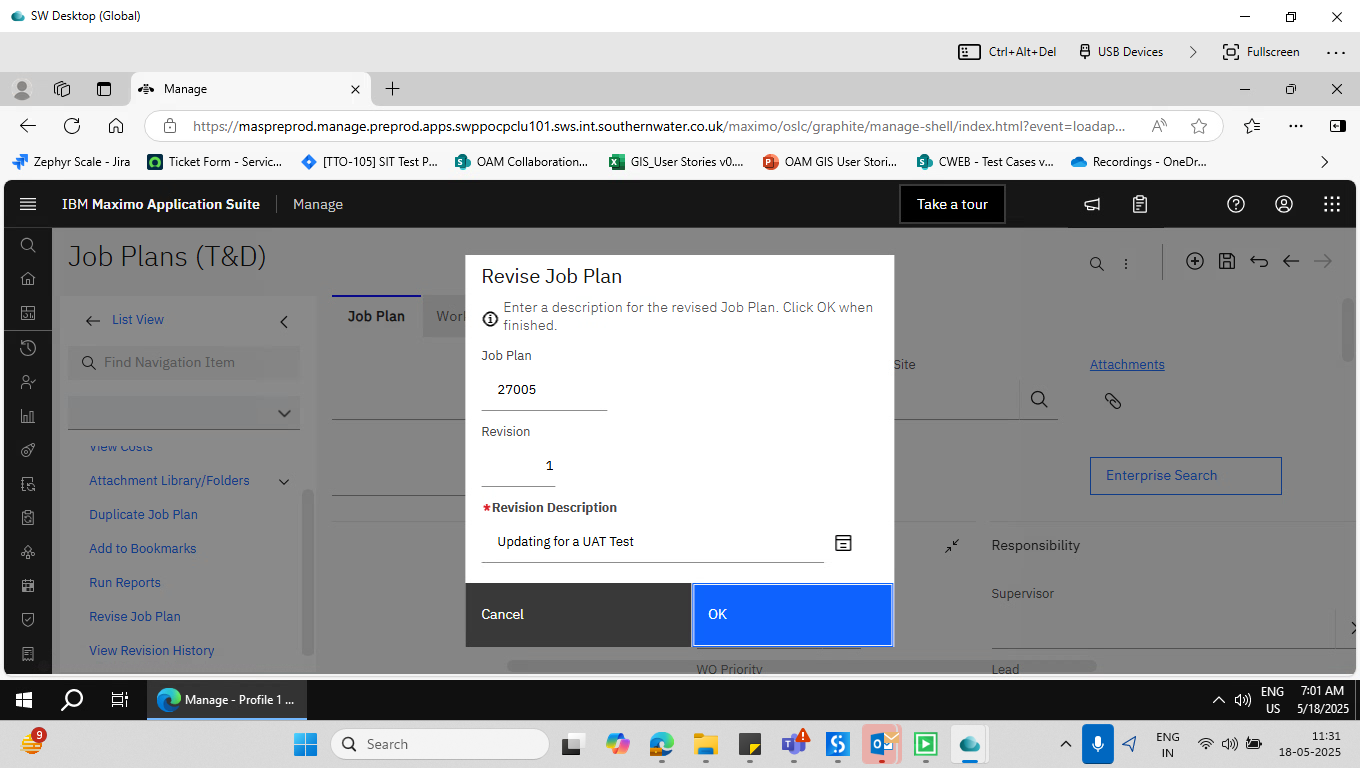 SW Desktop (Global)
Ctrl+Alt+Del
USB Devices
Fullscreen
Manage
https://maspreprod.manage.preprod.apps.swppocpclu101.sws.int.southernwater.co.uk/maximo/oslc/graphite/manage-shell/index.html?event=loadap...
Zephyr Scale - Jira
Ticket Form - Servic...
[TTO-105] SIT Test P...
OAM Collaboration...
GIS_User Stories v0....
OAM GIS User Stori...
CWEB - Test Cases v...
Recordings - OneDr...
IBM Maximo Application Suite
Manage
Take a tour
Job Plans (T&D)
List View
Find Navigation Item
View Costs
Attachment Library/Folders
Duplicate Job Plan
Add to Bookmarks
Run Reports
Revise Job Plan
View Revision History
Job Plan
Wor
Site
Attachments
Enterprise Search
Responsibility
Supervisor
WO Priority
Lead
Revise Job Plan
Enter a description for the revised Job Plan. Click OK when
finished.
Job Plan
27005
Revision
1
*Revision Description
Updating for a UAT Test
Cancel
OK
Manage - Profile 1 ...
ENG
US
7:01 AM
5/18/2025
9
Search
ENG
IN
11:31
18-05-2025